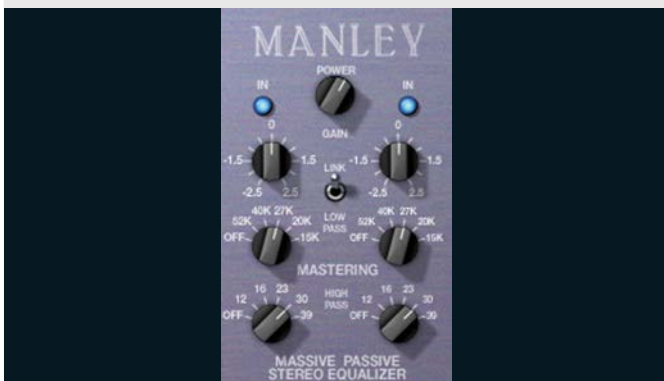 MANLEY
POWER
IN IN
GAIN
0 0
-1.5 1.5 -1.5 1.5
-2.5 2.5 -2.5 2.5
LINK
LOW
PASS
40K 27K 40K 27K
52K 20K 52K 20K
OFF 15K OFF 15K
MASTERING
HIGH
PASS
16 23 16 23
12 30 12 30
OFF 39 OFF 39
MASSIVE PASSIVE
STEREO EQUALIZER